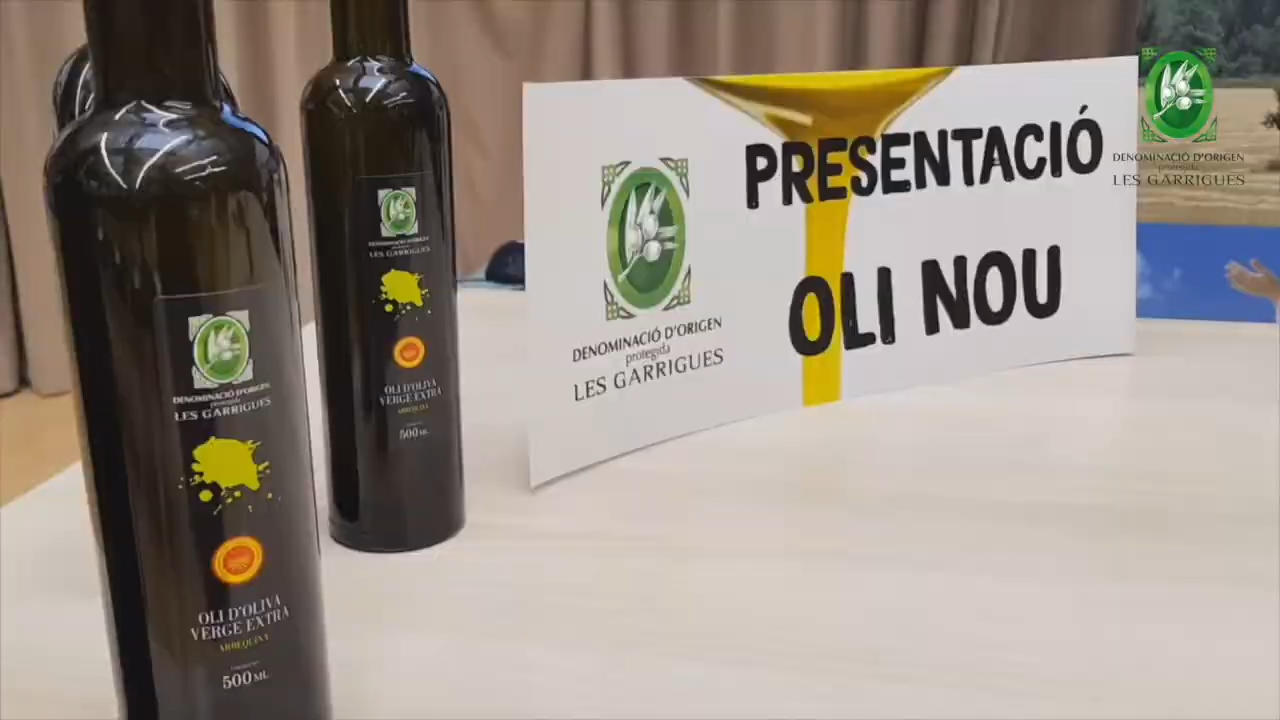 DENOMINACIÓ D'ORIGEN
protegida
LES GARRIGUES
OLI D'OLIVA
VERGE EXTRA
ARBEQUINA
500 ML
DENOMINACIÓ D'ORIGEN
protegida
LES GARRIGUES
OLI D'OLIVA
VERGE EXTRA
ARBEQUINA
500 ML
DENOMINACIÓ D'ORIGEN
protegida
LES GARRIGUES
PRESENTACIÓ
OLI NOU
DENOMINACIÓ D'ORIGEN
protegida
LES GARRIGUES